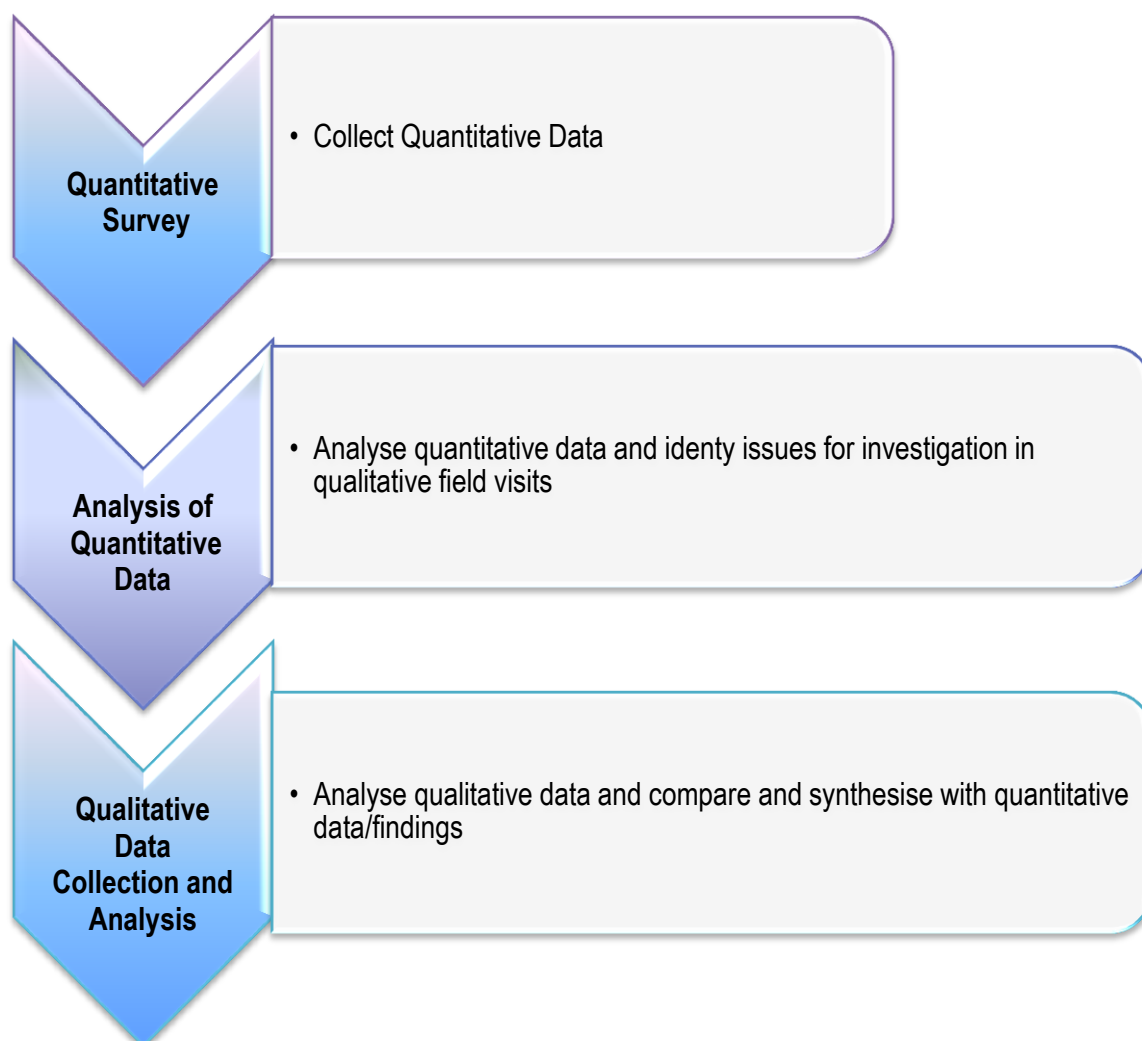 Quantitative
Survey
• Collect Quantitative Data
Analysis of
Quantitative
Data
• Analyse quantitative data and identy issues for investigation in
qualitative field visits
Qualitative
Data
Collection and
Analysis
• Analyse qualitative data and compare and synthesise with quantitative
data/findings